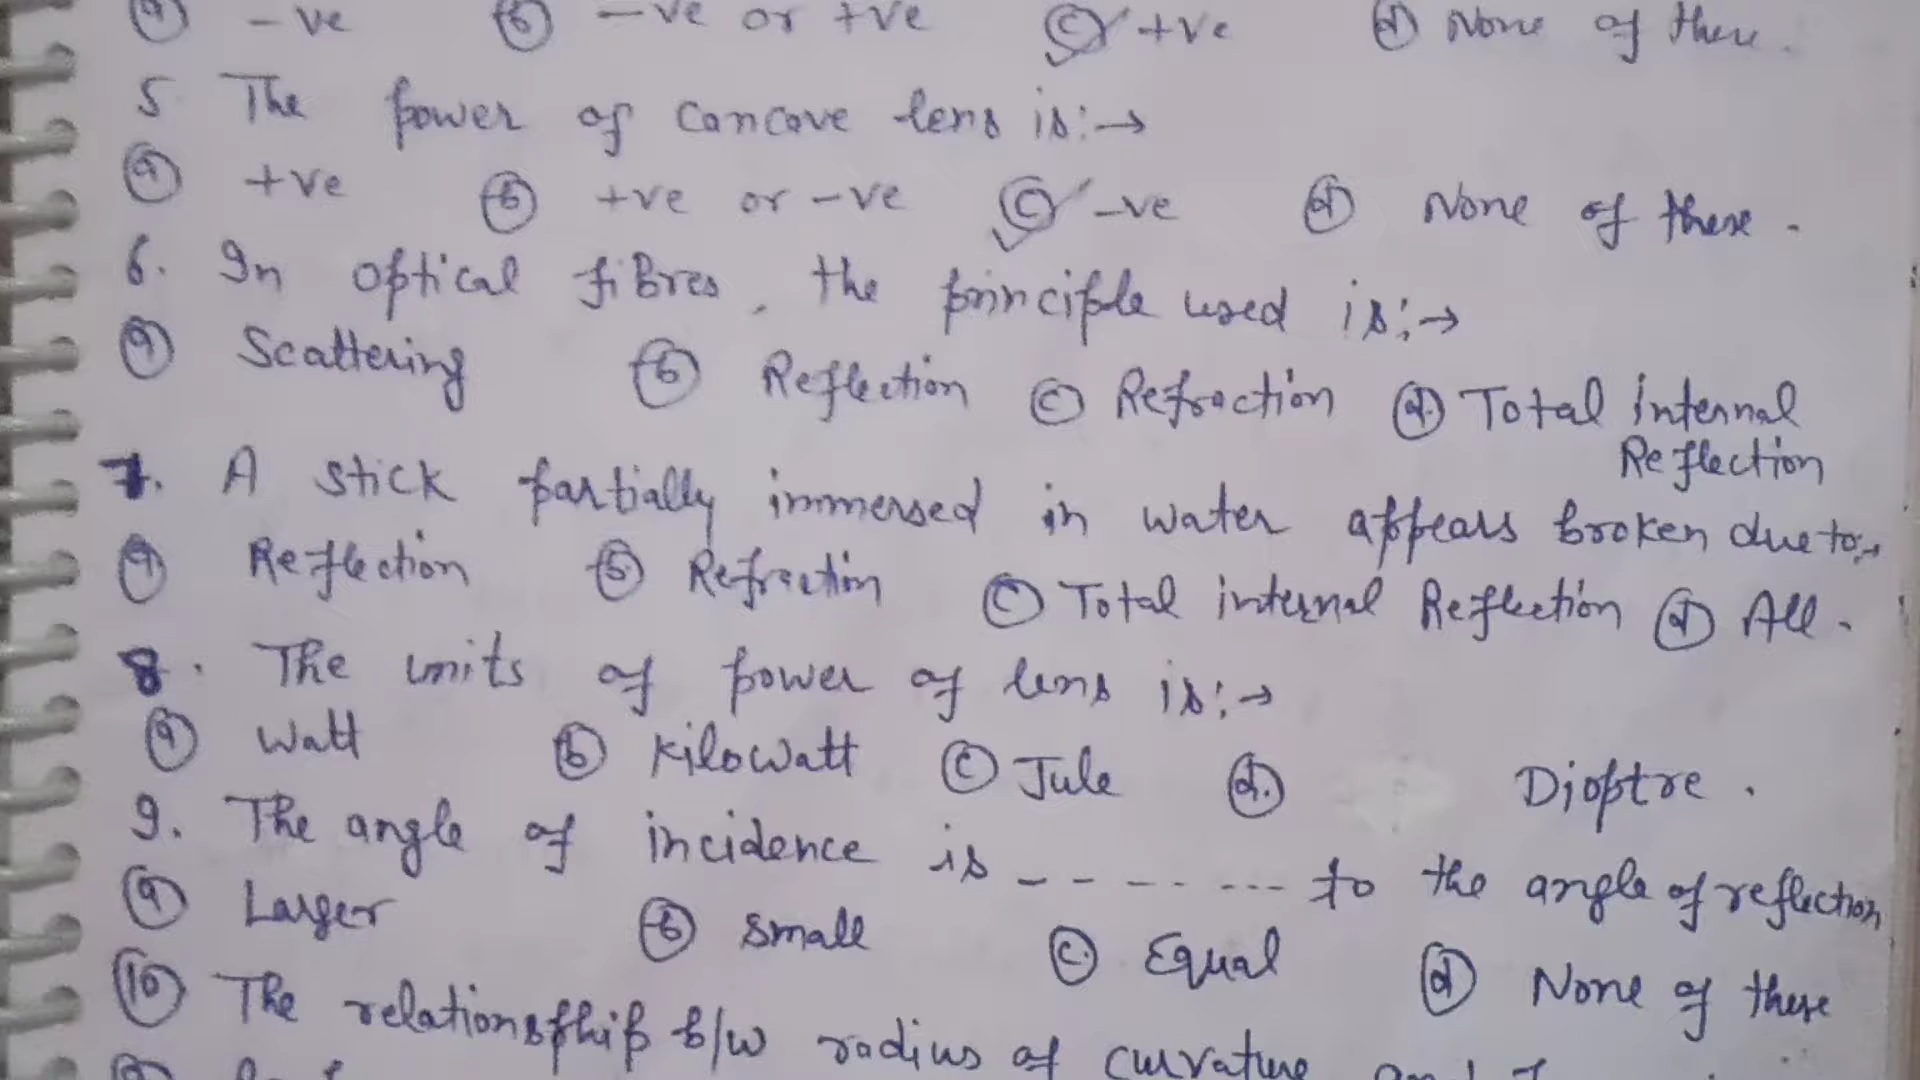 (a) -ve (b) -ve or +ve (c) +ve (d) None of these.
5. The power of concave lens is:→
(a) +ve (b) +ve or -ve (c) -ve (d) None of these.
6. In optical fibres, the principle used is:→
(a) Scattering (b) Reflection (c) Refraction (d) Total internal
Reflection
7. A stick partially immersed in water appears broken due to:→
(a) Reflection (b) Refraction (c) Total internal Reflection (d) All.
8. The units of power of lens is:→
(a) Watt (b) Kilowatt (c) Jule (d) Dioptre.
9. The angle of incidence is -------- to the angle of reflection
(a) Larger (b) Small (c) Equal (d) None of these
(10) The relationsphip b/w radius of curvature and